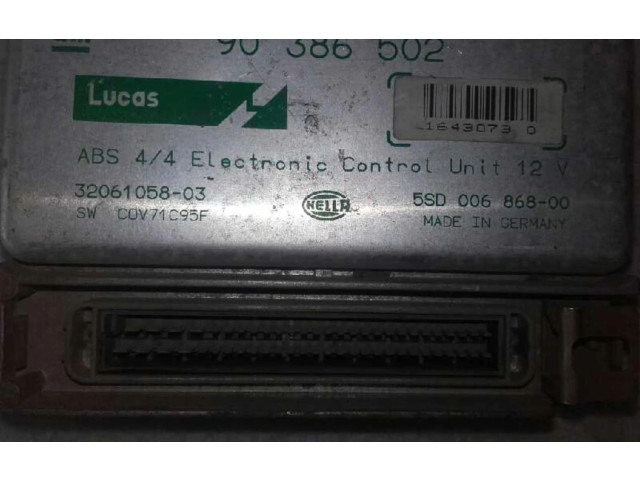 90 386 502
Lucas
1643073 0
ABS 4/4 Electronic Control Unit 12 V
32061058-03
HELLA
5SD 006 868-00
SW COV71C95F
MADE IN GERMANY